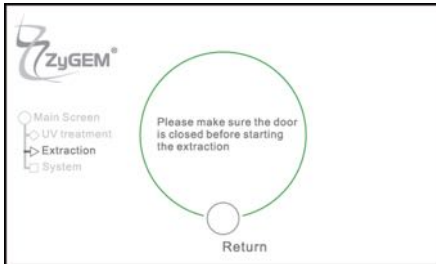 ZyGEM®
Main Screen
UV treatment
Extraction
System
Please make sure the door
is closed before starting
the extraction
Return